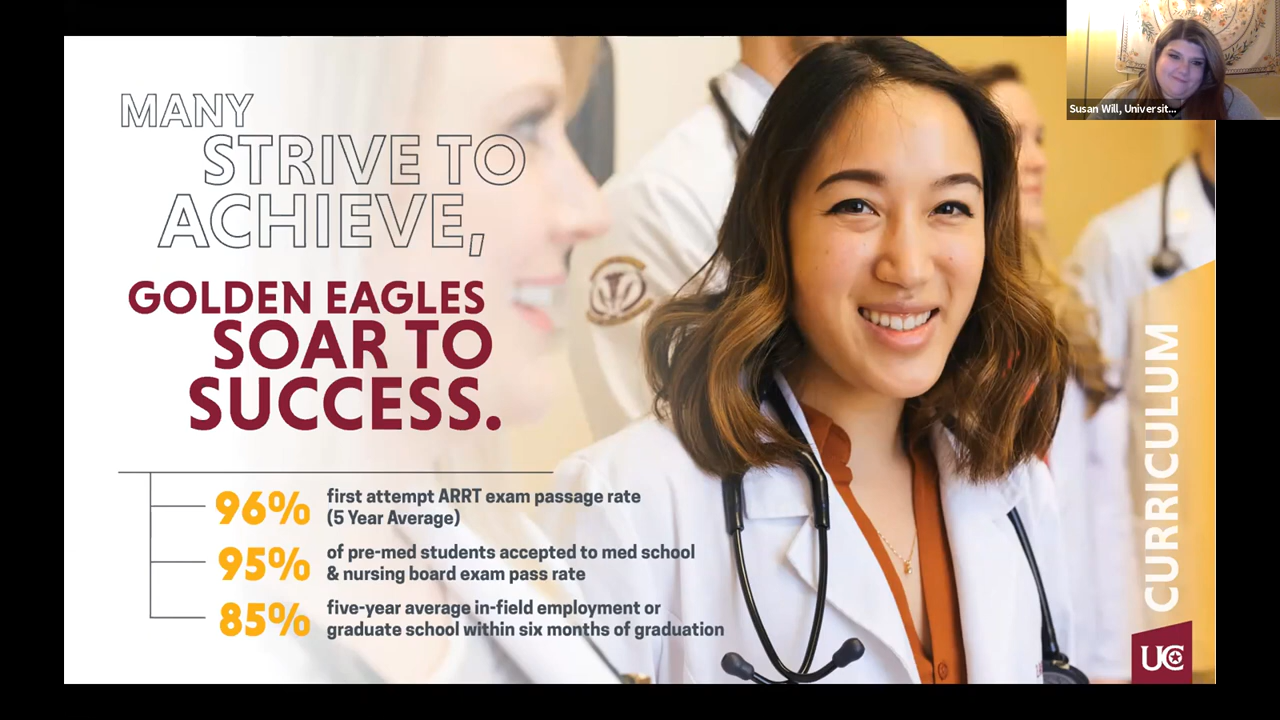 Susan Will, Universit...
MANY
STRIVE TO
ACHIEVE,
GOLDEN EAGLES
SOAR TO
SUCCESS.
96% first attempt ARRT exam passage rate
(5 Year Average)
95% of pre-med students accepted to med school
& nursing board exam pass rate
85% five-year average in-field employment or
graduate school within six months of graduation
CURRICULUM
UC